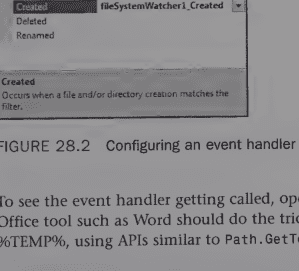 Created fileSystemWatcher1_Created
Deleted
Renamed
Created
Occurs when a file and/or directory creation matches the
filter.
FIGURE 28.2 Configuring an event handler
To see the event handler getting called, op
Office tool such as Word should do the tric
%TEMP%, using APIs similar to Path.GetTe